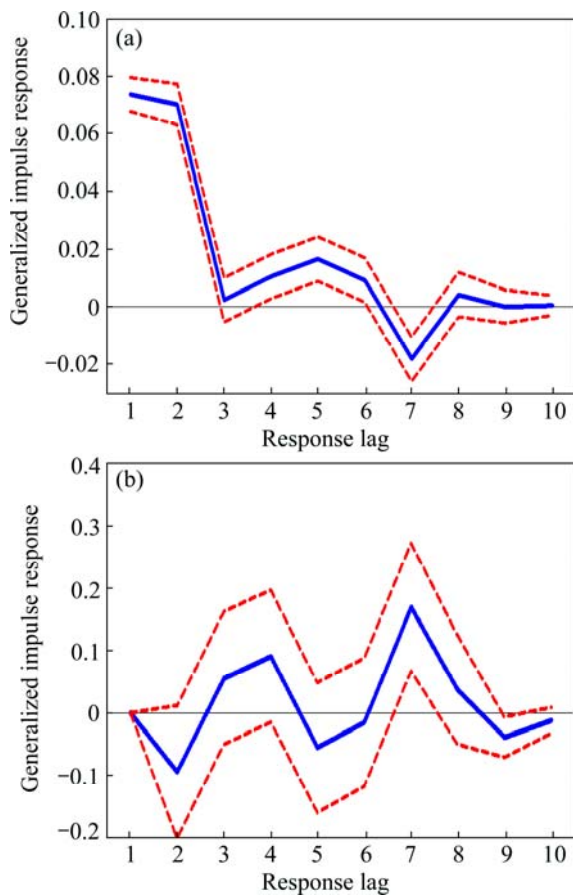 (a)
Generalized impulse response
0.10
0.08
0.06
0.04
0.02
0
−0.02
1 2 3 4 5 6 7 8 9 10
Response lag
(b)
Generalized impulse response
0.4
0.3
0.2
0.1
0
−0.1
−0.2
1 2 3 4 5 6 7 8 9 10
Response lag